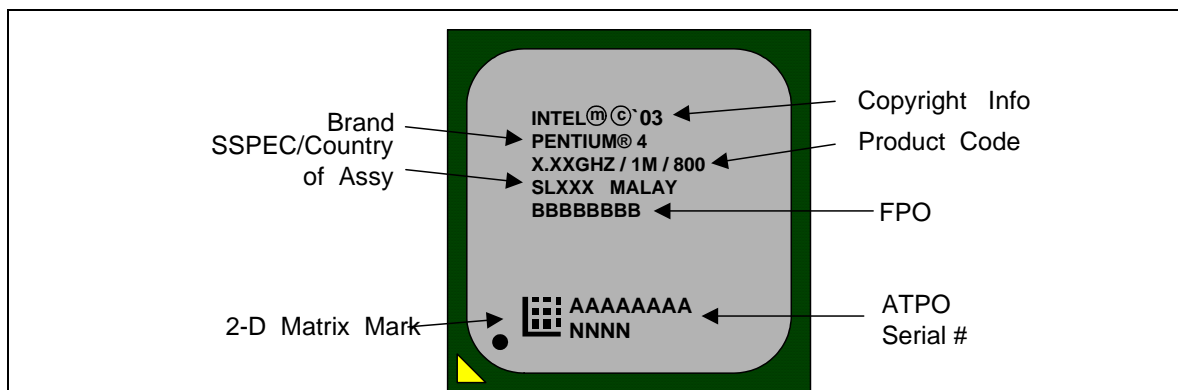 INTELⓜ©`03
PENTIUM® 4
X.XXGHZ / 1M / 800
SLXXX MALAY
BBBBBBBB
AAAAAAAA
NNNN
Brand
SSPEC/Country
of Assy
2-D Matrix Mark
Copyright Info
Product Code
FPO
ATPO
Serial #